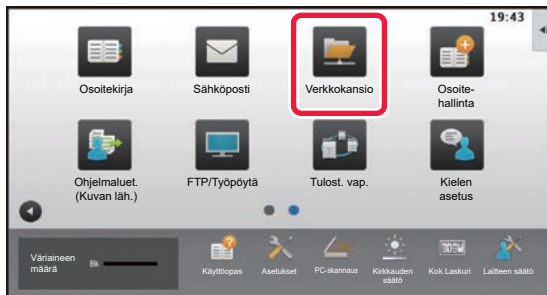 19:43
Osoitekirja
Sähköposti
Verkkokansio
Osoite-
hallinta
Ohjelmaluet.
(Kuvan läh.)
FTP/Työpöytä
Tulost. vap.
Kielen
asetus
Väriaineen
määrä
Bk
Käyttöopas
Asetukset
PC-skannaus
Kirkkauden
säätö
Kok.Laskuri
Laitteen säätö